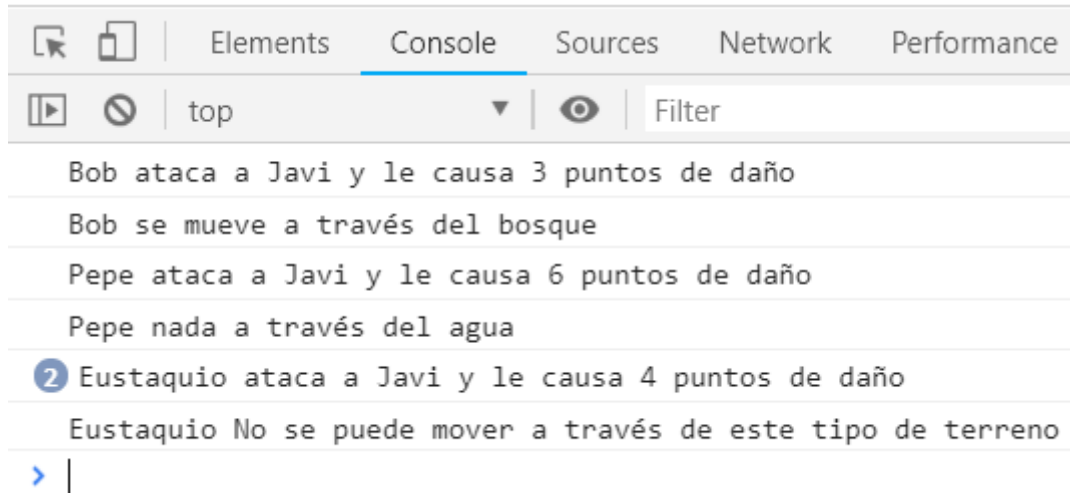 Elements Console Sources Network Performance
top Filter
Bob ataca a Javi y le causa 3 puntos de daño
Bob se mueve a través del bosque
Pepe ataca a Javi y le causa 6 puntos de daño
Pepe nada a través del agua
2 Eustaquio ataca a Javi y le causa 4 puntos de daño
Eustaquio No se puede mover a través de este tipo de terreno